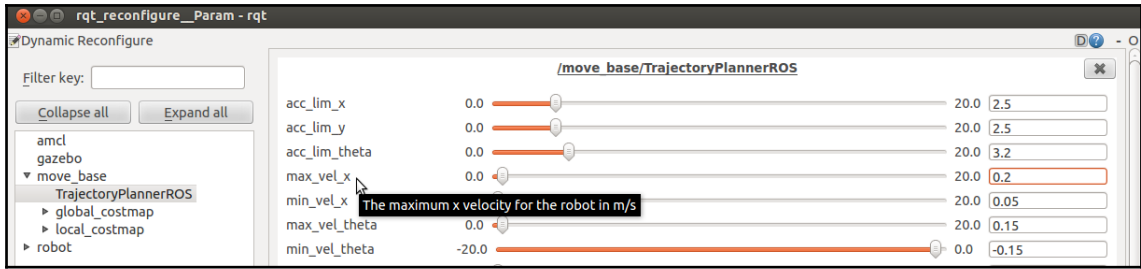 rqt_reconfigure__Param - rqt
Dynamic Reconfigure D ? - O
/move_base/TrajectoryPlannerROS
Filter key:
Collapse all Expand all
amcl
gazebo
move_base
TrajectoryPlannerROS
global_costmap
local_costmap
robot
acc_lim_x 0.0 20.0 2.5
acc_lim_y 0.0 20.0 2.5
acc_lim_theta 0.0 20.0 3.2
max_vel_x 0.0 20.0 0.2
The maximum x velocity for the robot in m/s
min_vel_x 20.0 0.05
max_vel_theta 0.0 20.0 0.15
min_vel_theta -20.0 0.0 -0.15